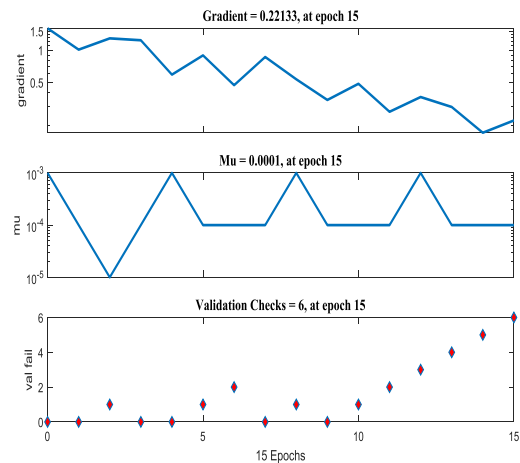 Gradient = 0.22133, at epoch 15
1.5
1
0.5
gradient
Mu = 0.0001, at epoch 15
10^-3
10^-4
10^-5
mu
Validation Checks = 6, at epoch 15
6
4
2
0
val fail
0 5 10 15
15 Epochs